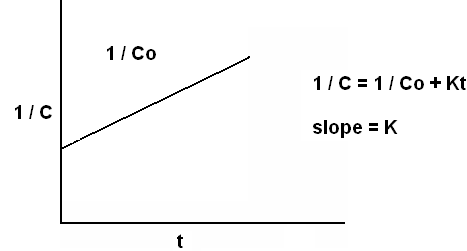 1 / Co
1 / C
1 / C = 1 / Co + Kt
slope = K
t